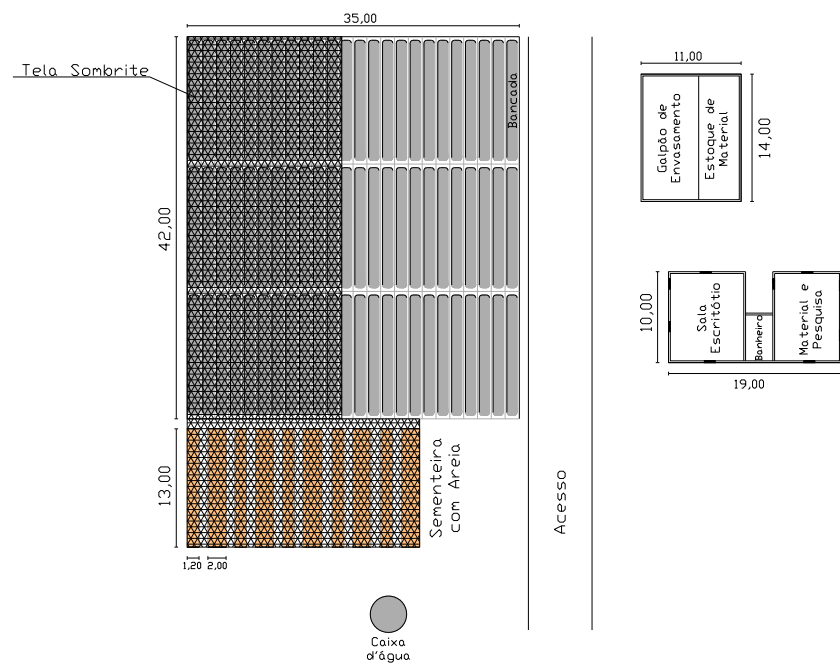 35,00
Tela Sombrite
Bancada
42,00
13,00
1,20
2,00
Sementeira
com Areia
Caixa
d'água
Acesso
11,00
Galpão de
Envasamento
Estoque de
Material
14,00
10,00
Sala
Escritótio
Banheiro
Material e
Pesquisa
19,00